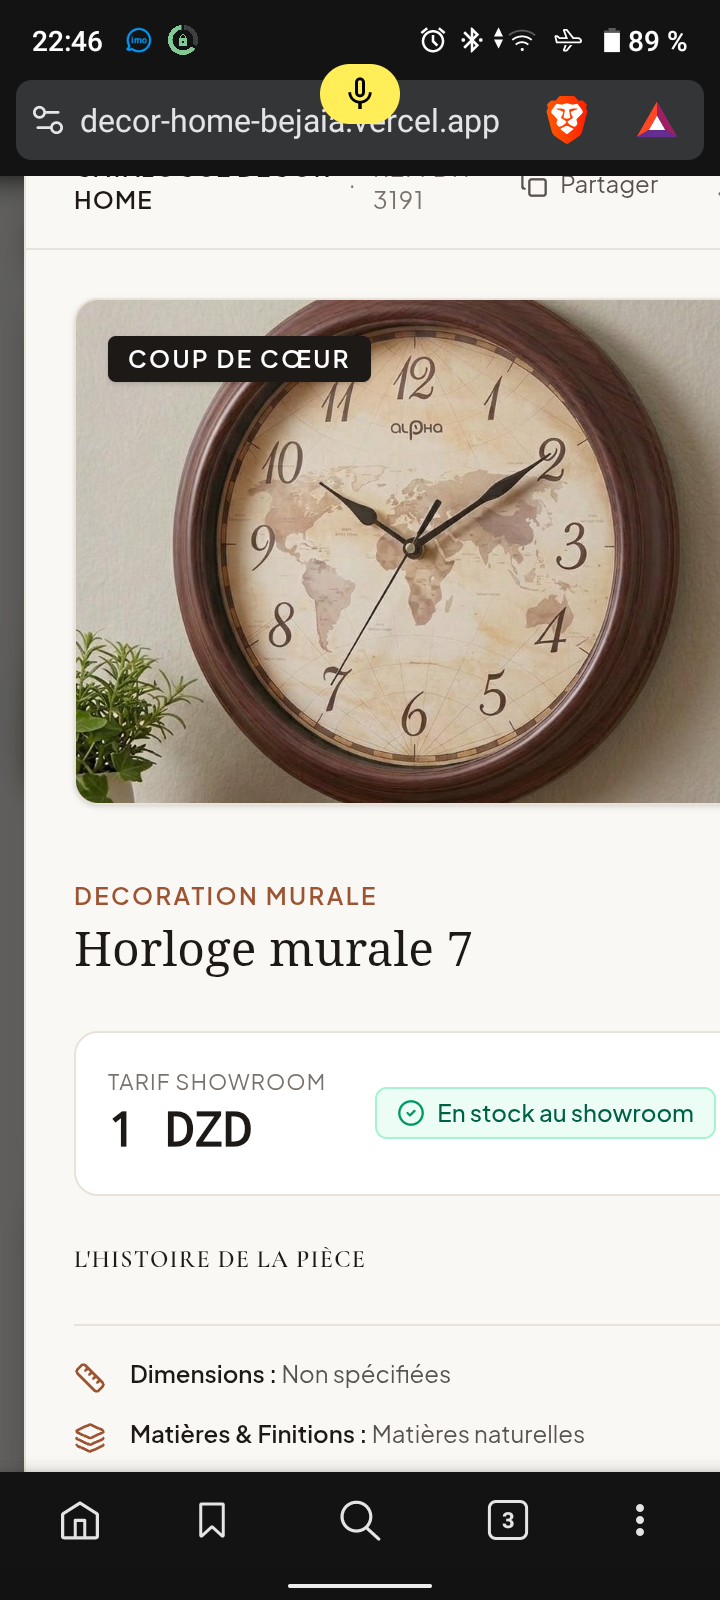 22:46
imo
89 %
decor-home-bejaia.vercel.app
HOME
·
3191
Partager
COUP DE CŒUR
12
11
1
alpha
10
2
9
3
8
4
7
5
6
DECORATION MURALE
Horloge murale 7
TARIF SHOWROOM
1 DZD
En stock au showroom
L'HISTOIRE DE LA PIÈCE
Dimensions : Non spécifiées
Matières & Finitions : Matières naturelles
3